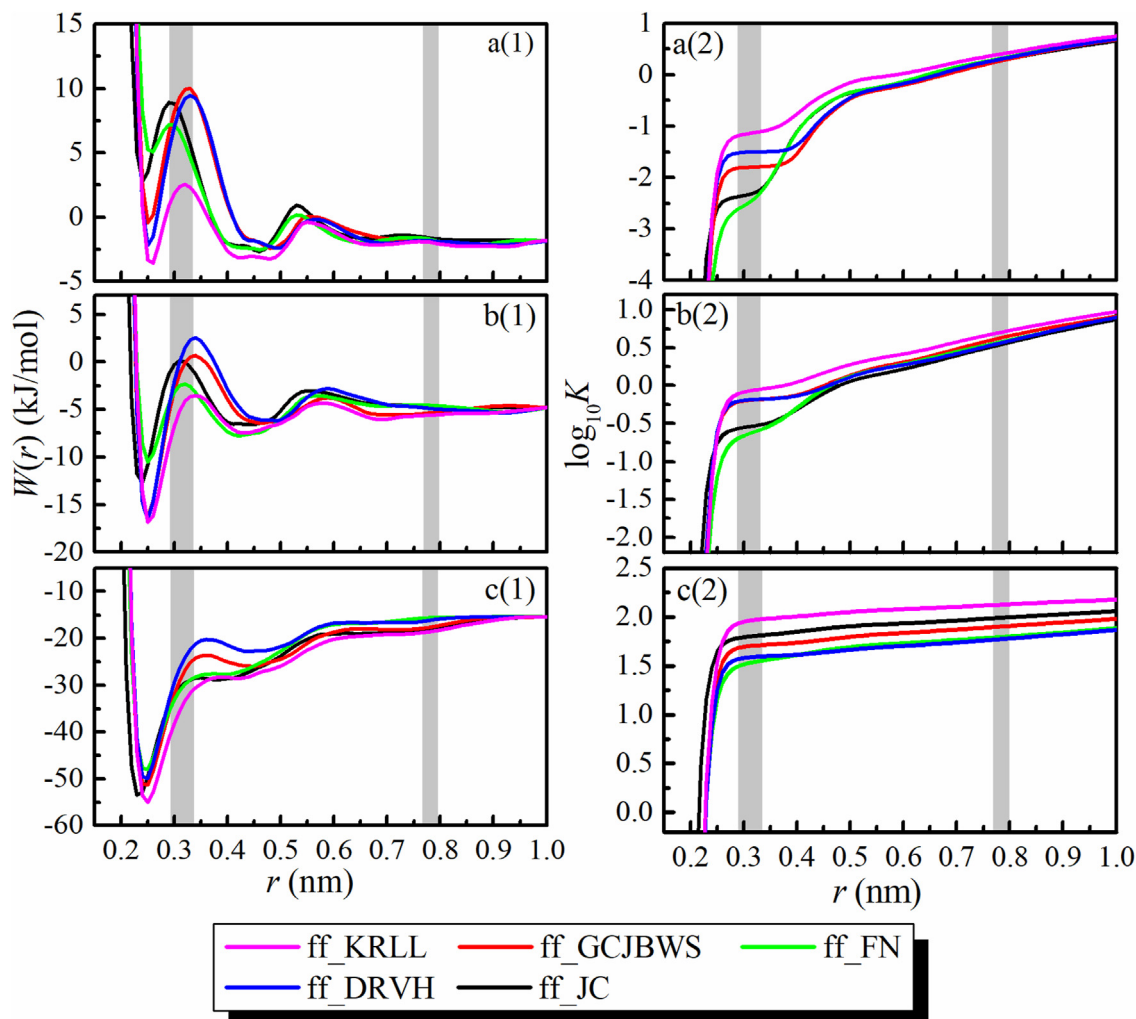 15
10
5
0
-5
a(1)
1
0
-1
-2
-3
-4
a(2)
5
0
-5
-10
-15
-20
b(1)
W(r) (kJ/mol)
1.0
0.5
0.0
-0.5
-1.0
-1.5
-2.0
b(2)
log10K
-10
-20
-30
-40
-50
-60
c(1)
2.5
2.0
1.5
1.0
0.5
0.0
c(2)
0.2 0.3 0.4 0.5 0.6 0.7 0.8 0.9 1.0
r (nm)
0.2 0.3 0.4 0.5 0.6 0.7 0.8 0.9 1.0
r (nm)
ff_KRLL ff_GCJBWS ff_FN
ff_DRVH ff_JC